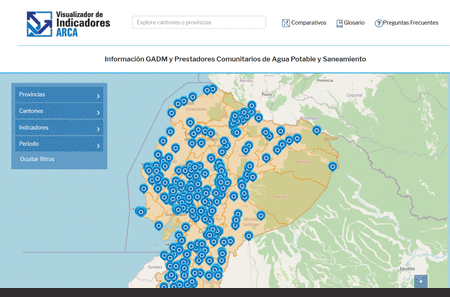 Visualizador de
Indicadores
ARCA
Explore cantones o provincias
Comparativos
Glosario
Preguntas Frecuentes
Información GADM y Prestadores Comunitarios de Agua Potable y Saneamiento
Provincias
Cantones
Indicadores
Período
Ocultar filtros
Caquetá
Iquitos